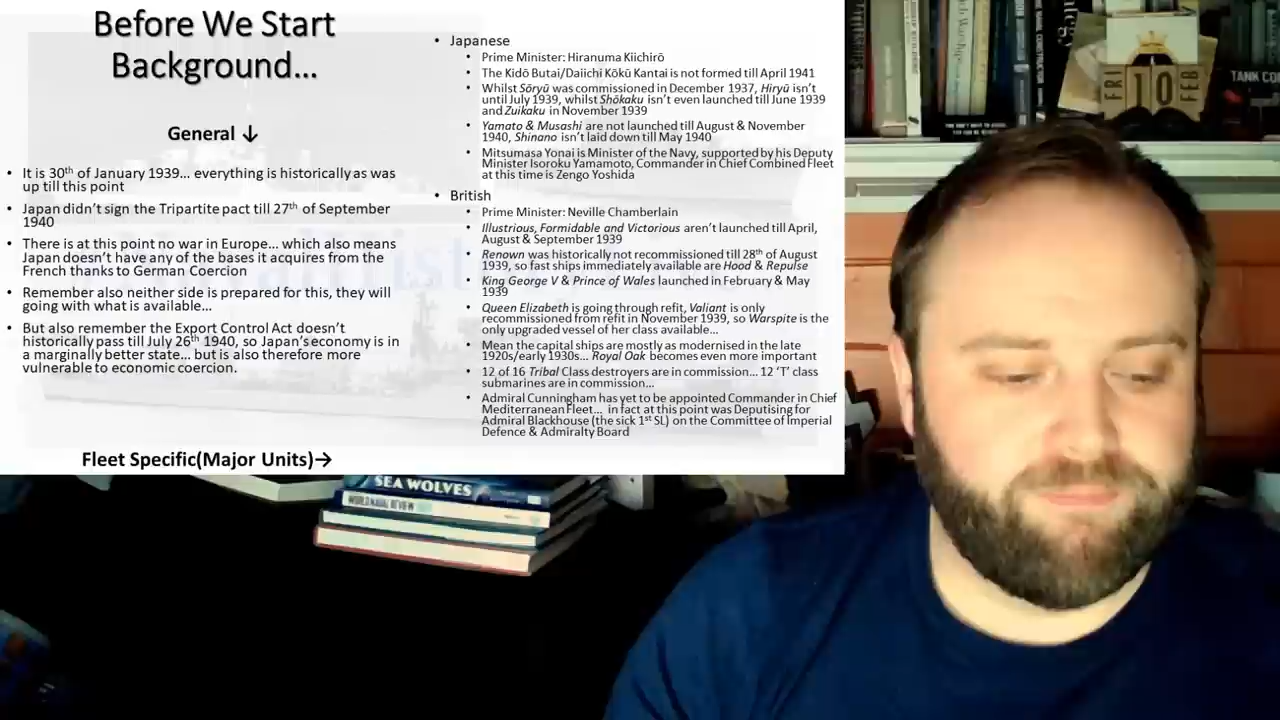 Before We Start
Background...
General ↓
• It is 30th of January 1939... everything is historically as was
up till this point
• Japan didn't sign the Tripartite pact till 27th of September
1940
• There is at this point no war in Europe... which also means
Japan doesn't have any of the bases it acquires from the
French thanks to German Coercion
• Remember also neither side is prepared for this, they will
going with what is available...
• But also remember the Export Control Act doesn't
historically pass till July 26th 1940, so Japan's economy is in
a marginally better state... but is also therefore more
vulnerable to economic coercion.
Fleet Specific(Major Units)→
• Japanese
• Prime Minister: Hiranuma Kiichirō
• The Kidō Butai/Daiichi Kōkū Kantai is not formed till April 1941
• Whilst Sōryū was commissioned in December 1937, Hiryū isn't
until July 1939, whilst Shōkaku isn't even launched till June 1939
and Zuikaku in November 1939
• Yamato & Musashi are not launched till August & November
1940, Shinano isn't laid down till May 1940
• Mitsumasa Yonai is Minister of the Navy, supported by his Deputy
Minister Isoroku Yamamoto, Commander in Chief Combined Fleet
at this time is Zengo Yoshida
• British
• Prime Minister: Neville Chamberlain
• Illustrious, Formidable and Victorious aren't launched till April,
August & September 1939
• Renown was historically not recommissioned till 28th of August
1939, so fast ships immediately available are Hood & Repulse
• King George V & Prince of Wales launched in February & May
1939
• Queen Elizabeth is going through refit, Valiant is only
recommissioned from refit in November 1939, so Warspite is the
only upgraded vessel of her class available...
• Mean the capital ships are mostly as modernised in the late
1920s/early 1930s... Royal Oak becomes even more important
• 12 of 16 Tribal Class destroyers are in commission... 12 'T' class
submarines are in commission...
• Admiral Cunningham has yet to be appointed Commander in Chief
Mediterranean Fleet... in fact at this point was Deputising for
Admiral Blackhouse (the sick 1st SL) on the Committee of Imperial
Defence & Admiralty Board
FRI 10 FEB
TANK
SEA WOLVES
WORLD NAVAL REVIEW